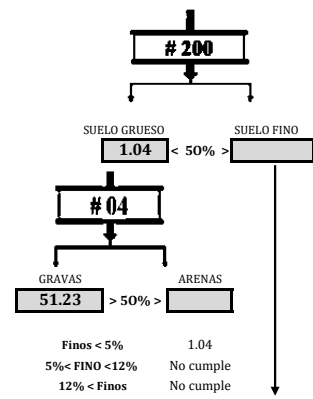 # 200
SUELO GRUESO SUELO FINO
1.04 < 50% >
# 04
GRAVAS ARENAS
51.23 > 50% >
Finos < 5% 1.04
5%< FINO <12% No cumple
12% < Finos No cumple